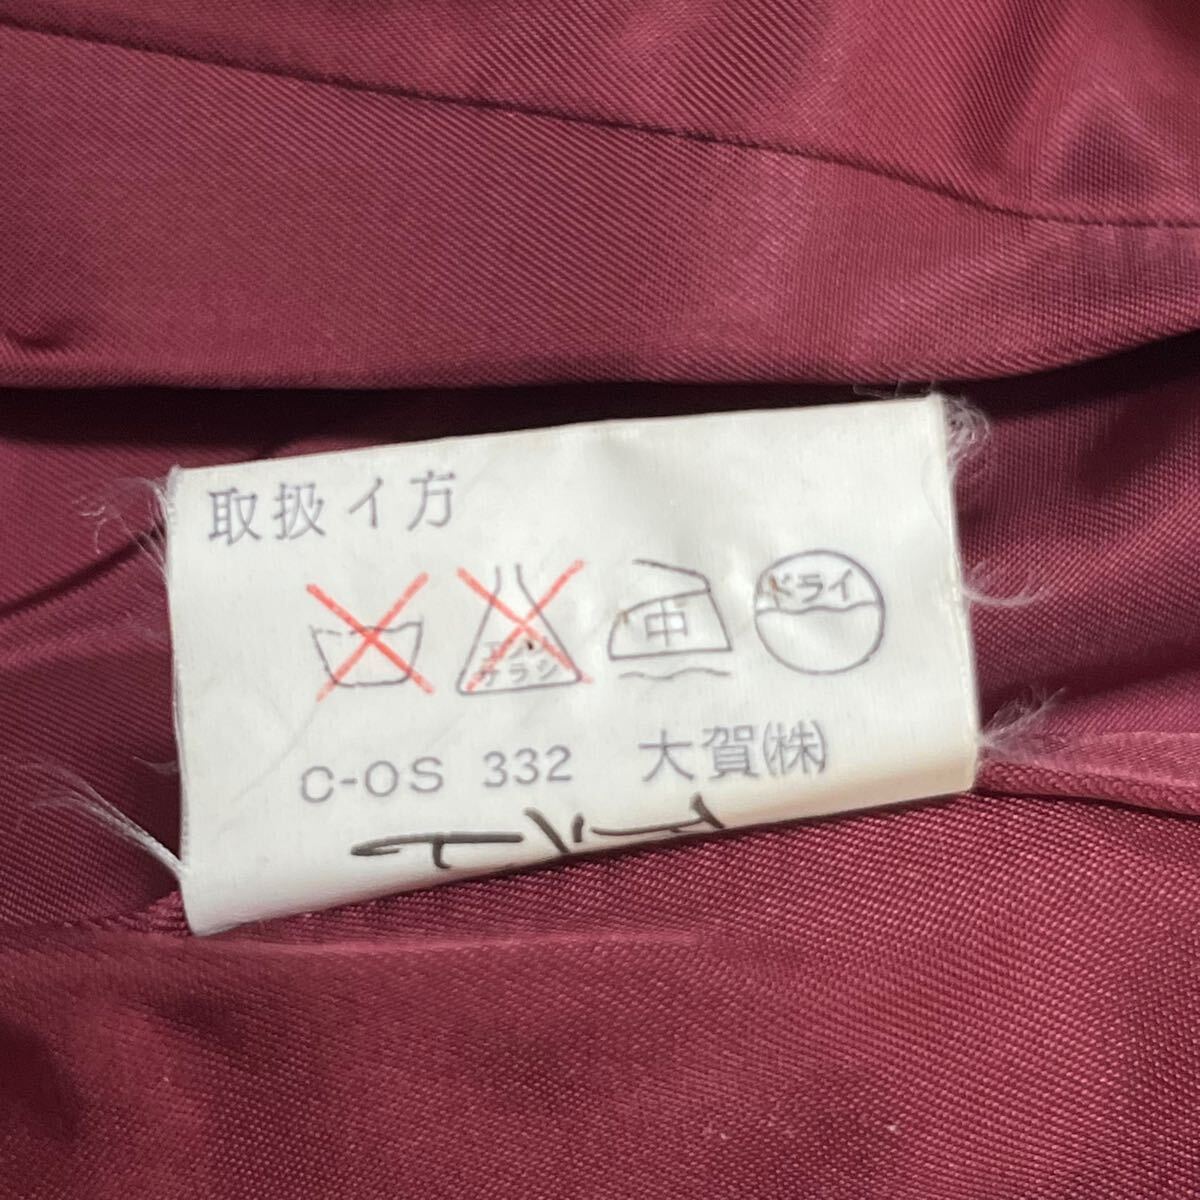 取扱イ方
エンソ
サラシ
中
ドライ
C-OS 332 大賀(株)